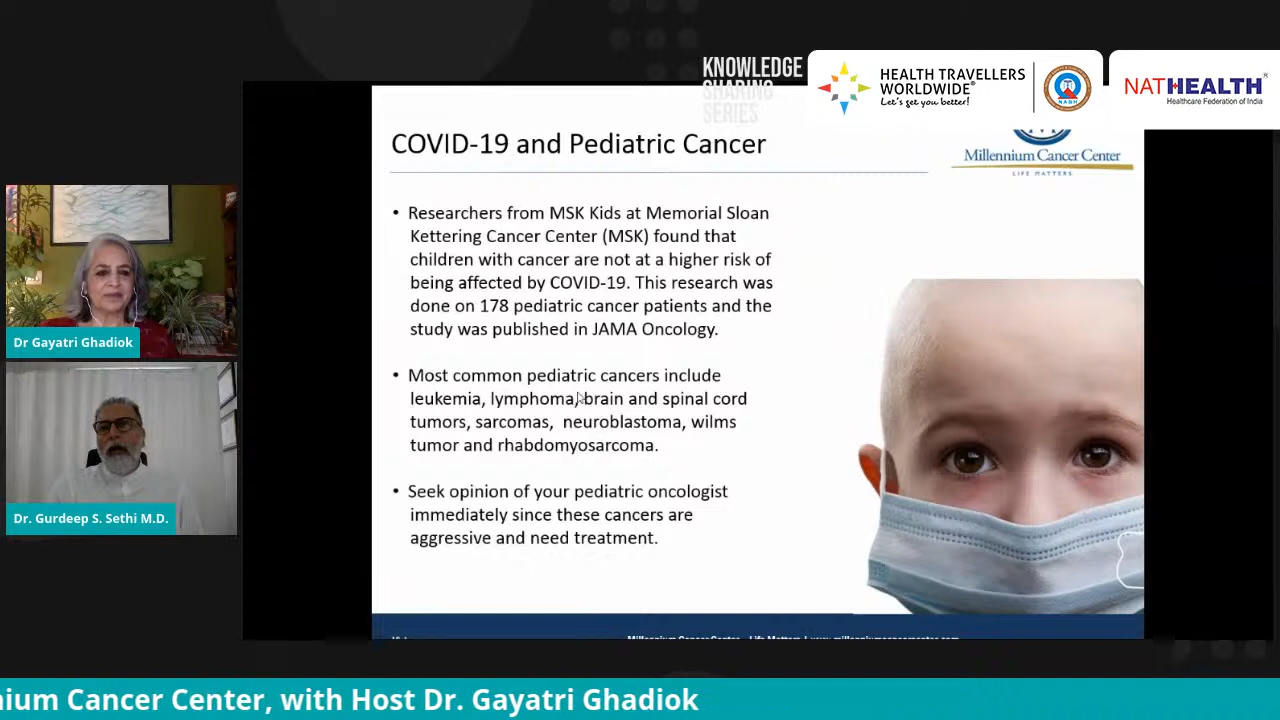 KNOWLEDGE
SHARING
SERIES
HEALTH TRAVELLERS
WORLDWIDE®
Let's get you better!
NABH
NATHEALTH®
Healthcare Federation of India
COVID-19 and Pediatric Cancer
Millennium Cancer Center
LIFE MATTERS
• Researchers from MSK Kids at Memorial Sloan
Kettering Cancer Center (MSK) found that
children with cancer are not at a higher risk of
being affected by COVID-19. This research was
done on 178 pediatric cancer patients and the
study was published in JAMA Oncology.
• Most common pediatric cancers include
leukemia, lymphoma, brain and spinal cord
tumors, sarcomas, neuroblastoma, wilms
tumor and rhabdomyosarcoma.
• Seek opinion of your pediatric oncologist
immediately since these cancers are
aggressive and need treatment.
Dr Gayatri Ghadiok
Dr. Gurdeep S. Sethi M.D.
nium Cancer Center, with Host Dr. Gayatri Ghadiok